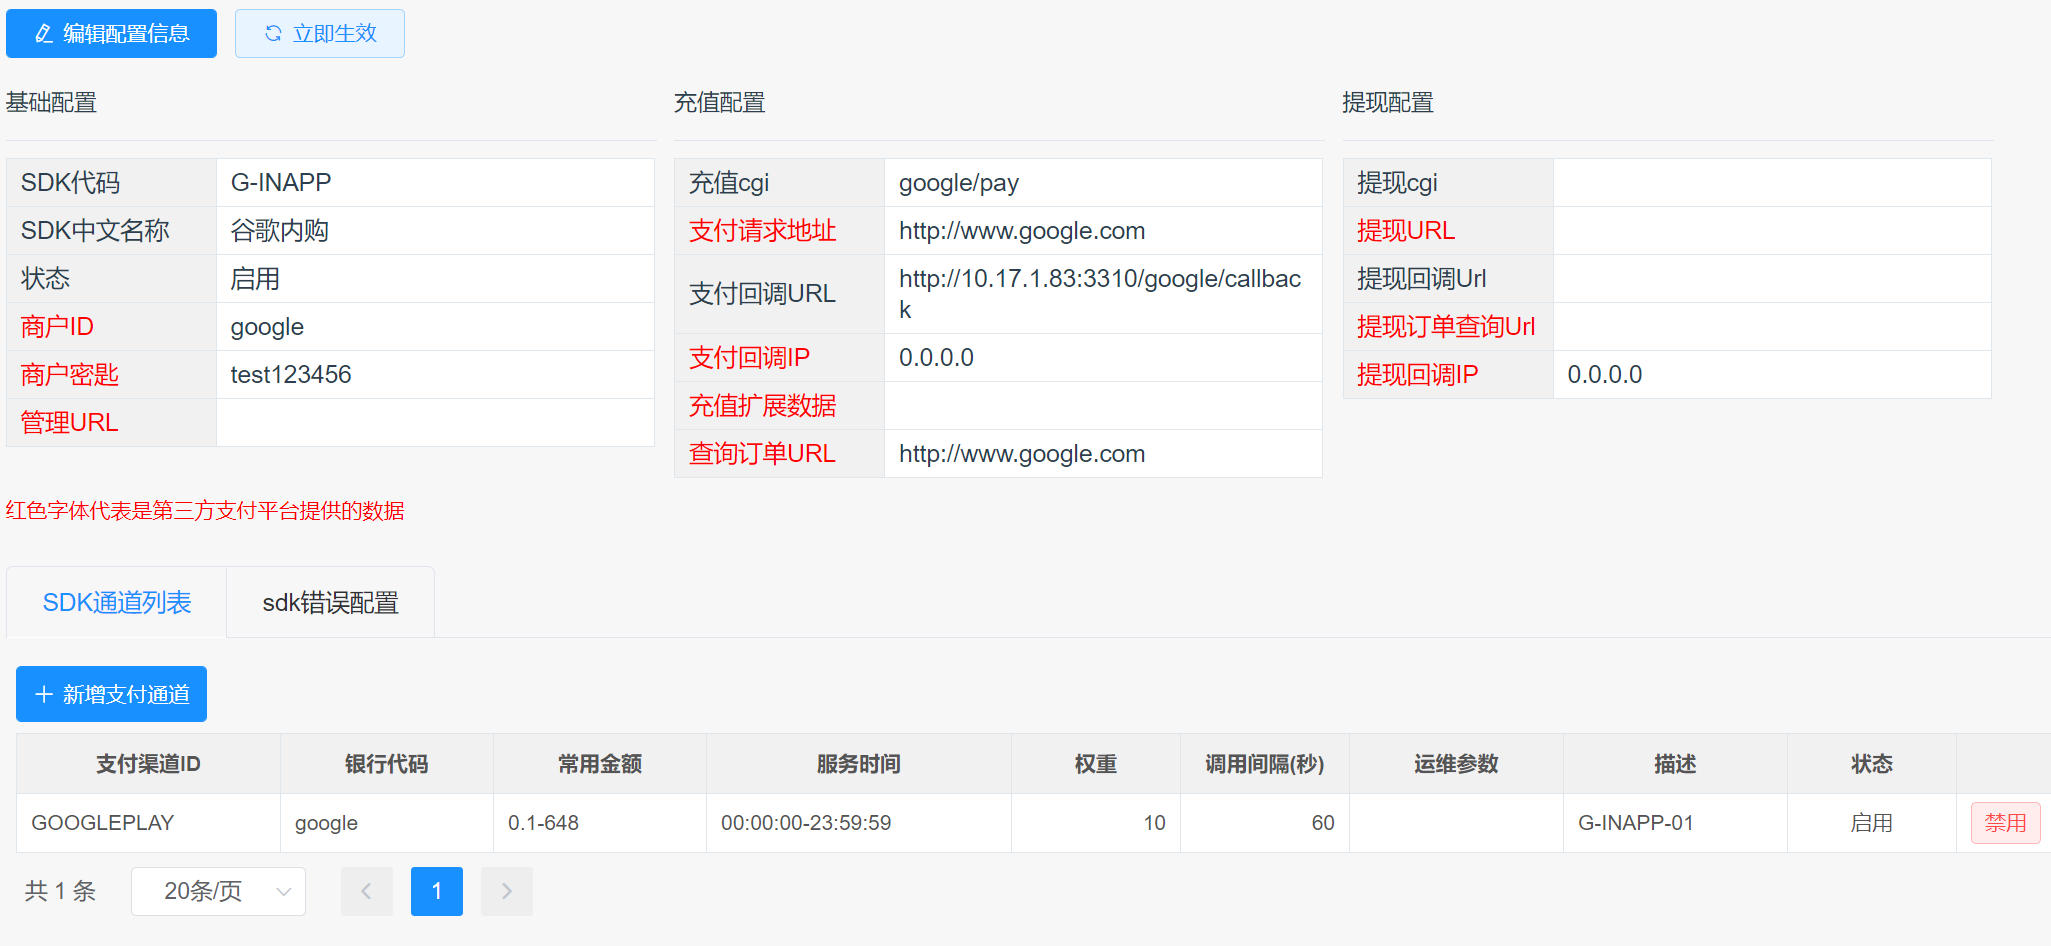 编辑配置信息
立即生效
基础配置
SDK代码 G-INAPP
SDK中文名称 谷歌内购
状态 启用
商户ID google
商户密匙 test123456
管理URL
充值配置
充值cgi google/pay
支付请求地址 http://www.google.com
支付回调URL http://10.17.1.83:3310/google/callbac
k
支付回调IP 0.0.0.0
充值扩展数据
查询订单URL http://www.google.com
提现配置
提现cgi
提现URL
提现回调Url
提现订单查询Url
提现回调IP 0.0.0.0
红色字体代表是第三方支付平台提供的数据
SDK通道列表 sdk错误配置
新增支付通道
支付渠道ID 银行代码 常用金额 服务时间 权重 调用间隔(秒) 运维参数 描述 状态
GOOGLEPLAY google 0.1-648 00:00:00-23:59:59 10 60 G-INAPP-01 启用 禁用
共 1 条 20条/页 1